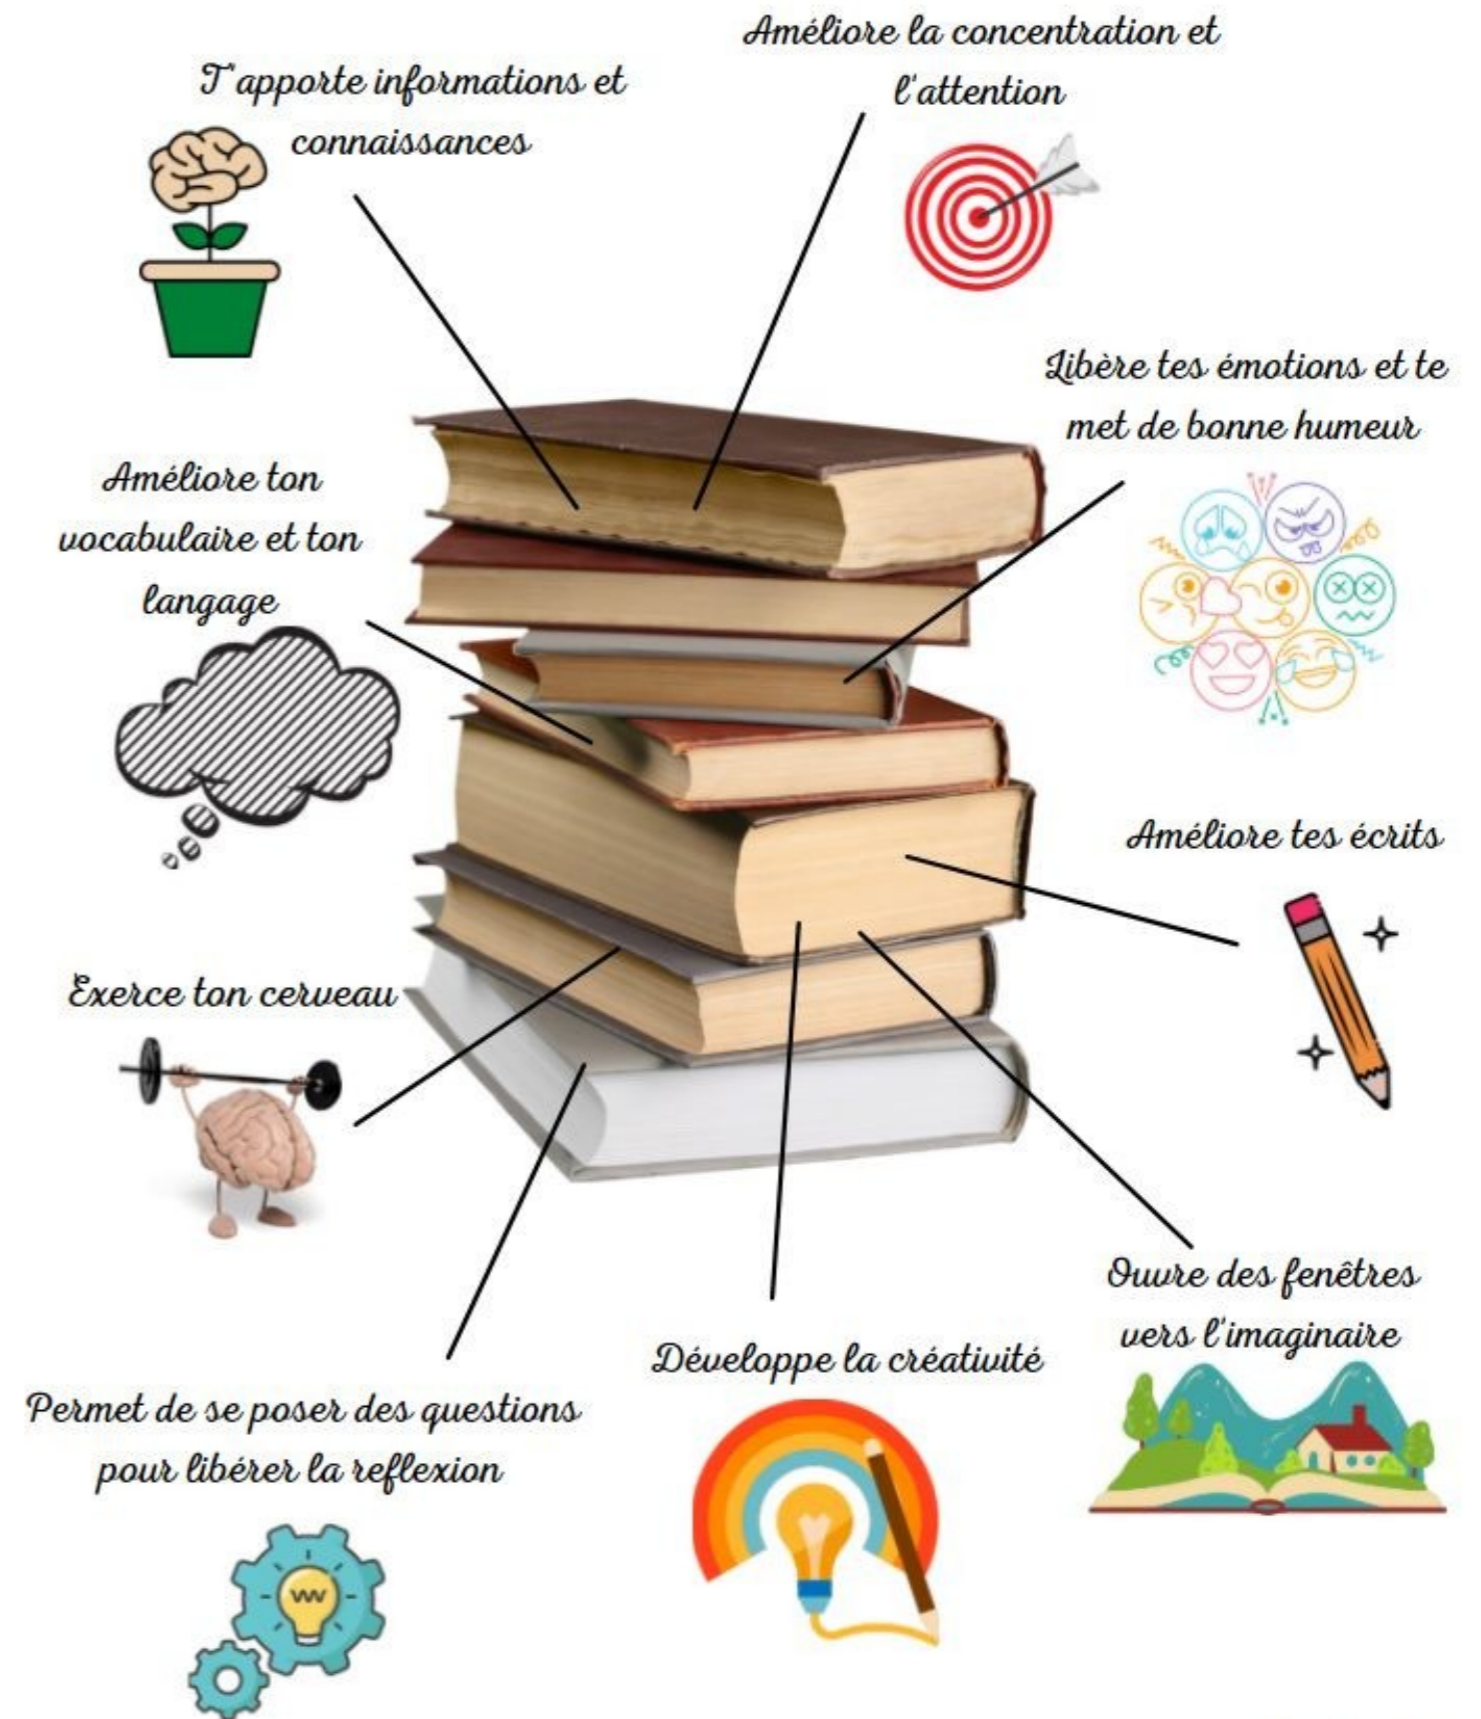 T'apporte informations et
connaissances
Améliore la concentration et
l'attention
Libère tes émotions et te
met de bonne humeur
Améliore ton
vocabulaire et ton
langage
Améliore tes écrits
Exerce ton cerveau
Ouvre des fenêtres
vers l'imaginaire
Développe la créativité
Permet de se poser des questions
pour libérer la reflexion